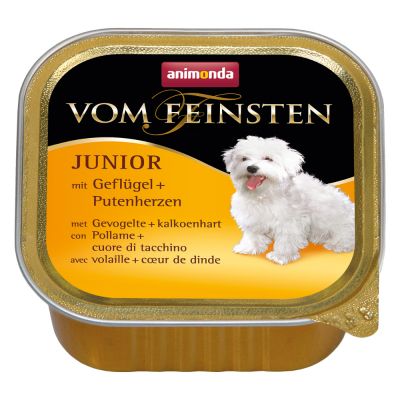 animonda
VOM FEINSTEN
JUNIOR
mit Geflügel +
Putenherzen
met Gevogelte + kalkoenhart
con Pollame +
cuore di tacchino
avec volaille + cœur de dinde